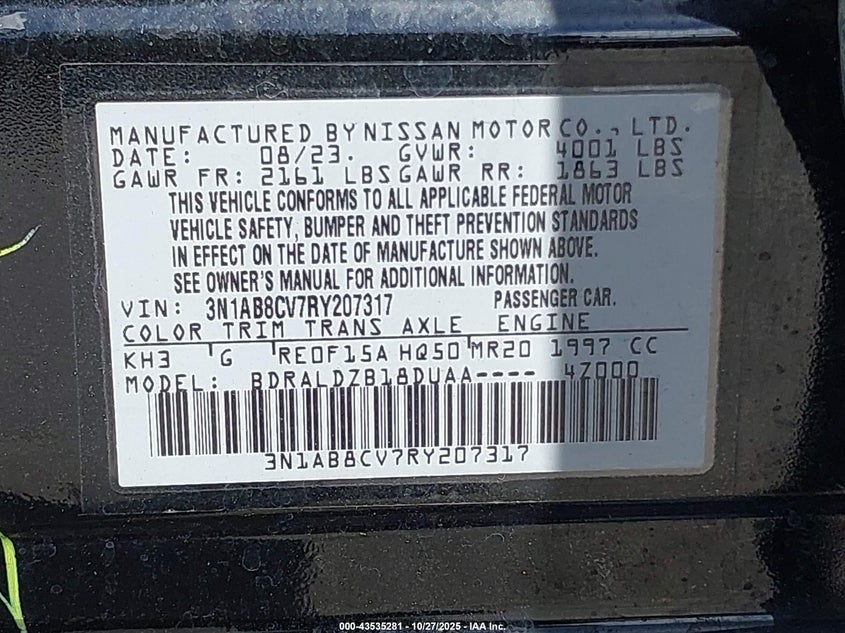 MANUFACTURED BY NISSAN MOTOR CO., LTD.
DATE: 08/23. GVWR: 4001 LBS
GAWR FR: 2161 LBS GAWR RR: 1863 LBS
THIS VEHICLE CONFORMS TO ALL APPLICABLE FEDERAL MOTOR
VEHICLE SAFETY, BUMPER AND THEFT PREVENTION STANDARDS
IN EFFECT ON THE DATE OF MANUFACTURE SHOWN ABOVE.
SEE OWNER'S MANUAL FOR ADDITIONAL INFORMATION.
VIN: 3N1AB8CV7RY207317 PASSENGER CAR.
COLOR TRIM TRANS AXLE ENGINE
KH3 G RE0F15A HQ50 MR20 1997 CC
MODEL: BDRALDZB18DUAA---- 4Z000
3N1AB8CV7RY207317
000-43535281 - 10/27/2025 - IAA Inc.